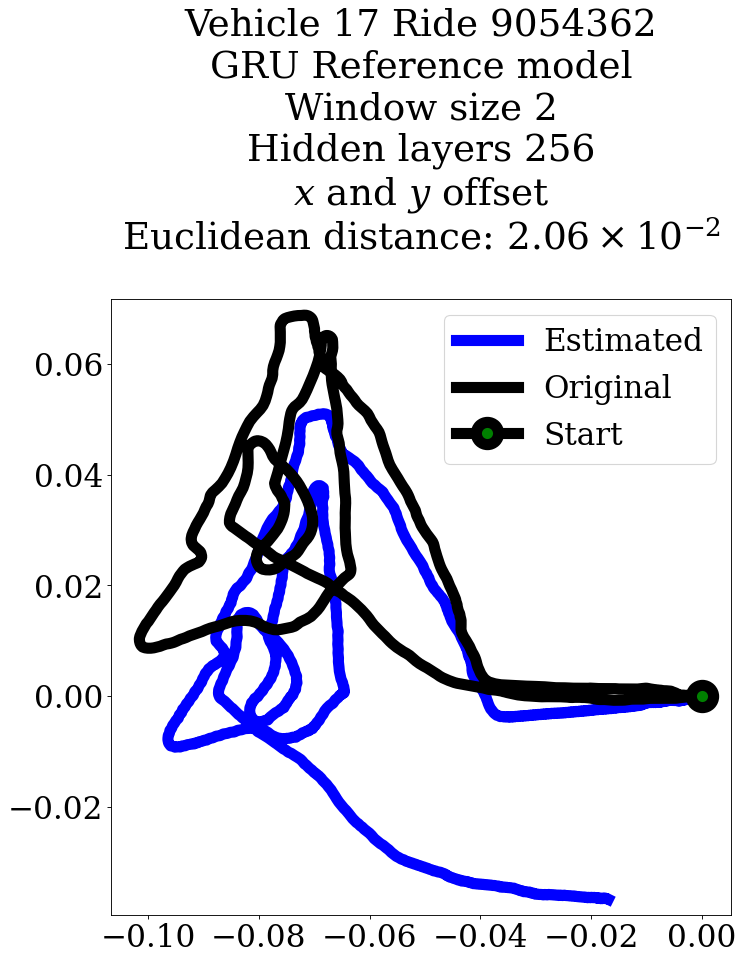 Vehicle 17 Ride 9054362
GRU Reference model
Window size 2
Hidden layers 256
x and y offset
Euclidean distance: 2.06 × 10⁻²
Estimated
Original
Start
0.06
0.04
0.02
0.00
−0.02
−0.10 −0.08 −0.06 −0.04 −0.02 0.00